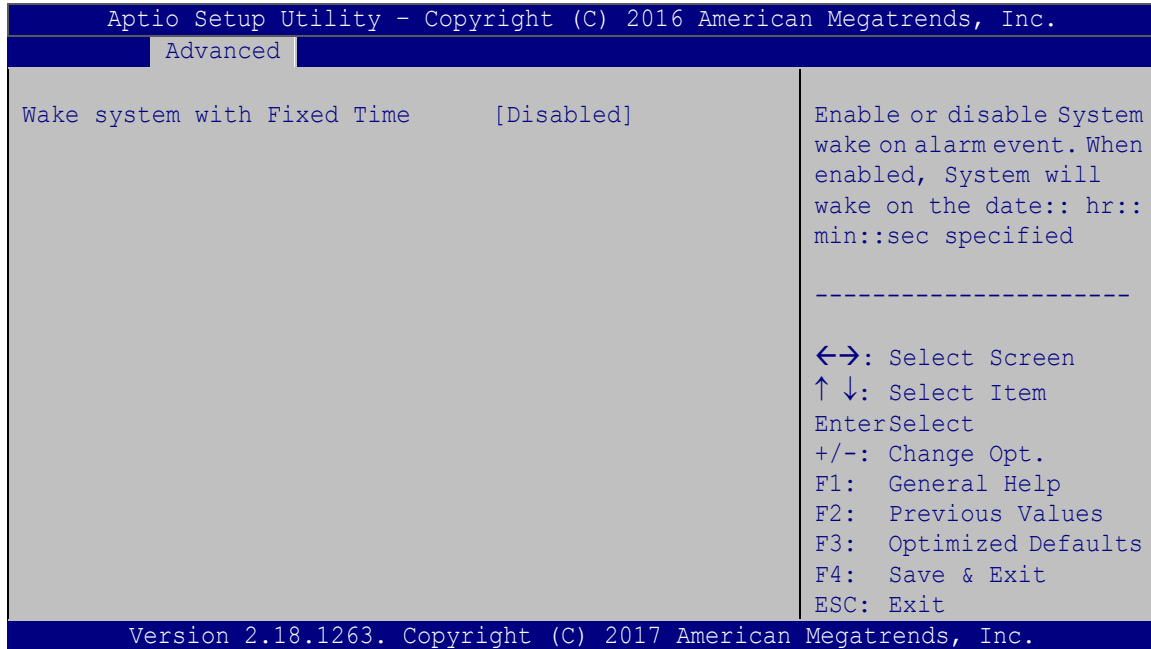 Aptio Setup Utility – Copyright (C) 2016 American Megatrends, Inc.
Advanced
Wake system with Fixed Time [Disabled]
Enable or disable System
wake on alarm event. When
enabled, System will
wake on the date:: hr::
min::sec specified
----------------------
←→: Select Screen
↑ ↓: Select Item
EnterSelect
+/-: Change Opt.
F1: General Help
F2: Previous Values
F3: Optimized Defaults
F4: Save & Exit
ESC: Exit
Version 2.18.1263. Copyright (C) 2017 American Megatrends, Inc.